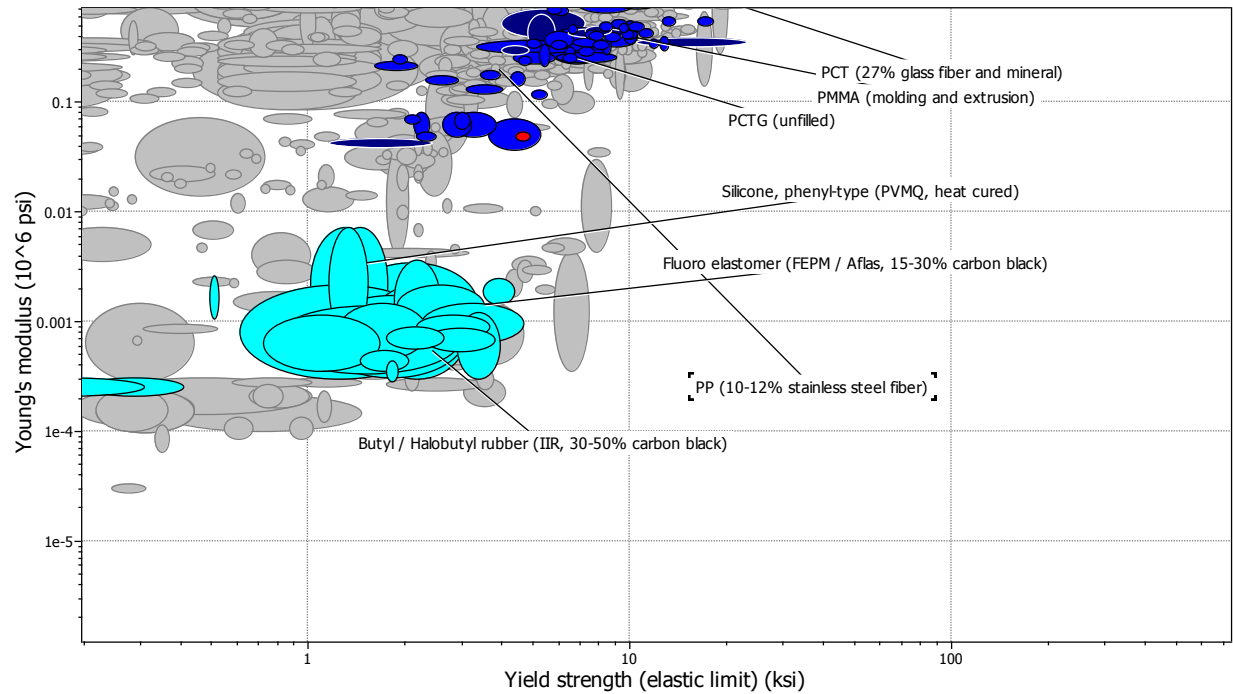 PCT (27% glass fiber and mineral)
PMMA (molding and extrusion)
0.1
PCTG (unfilled)
Silicone, phenyl-type (PVMQ, heat cured)
0.01
Fluoro elastomer (FEPM / Aflas, 15-30% carbon black)
Young's modulus (10^6 psi)
0.001
PP (10-12% stainless steel fiber)
1e-4
Butyl / Halobutyl rubber (IIR, 30-50% carbon black)
1e-5
1 10 100
Yield strength (elastic limit) (ksi)